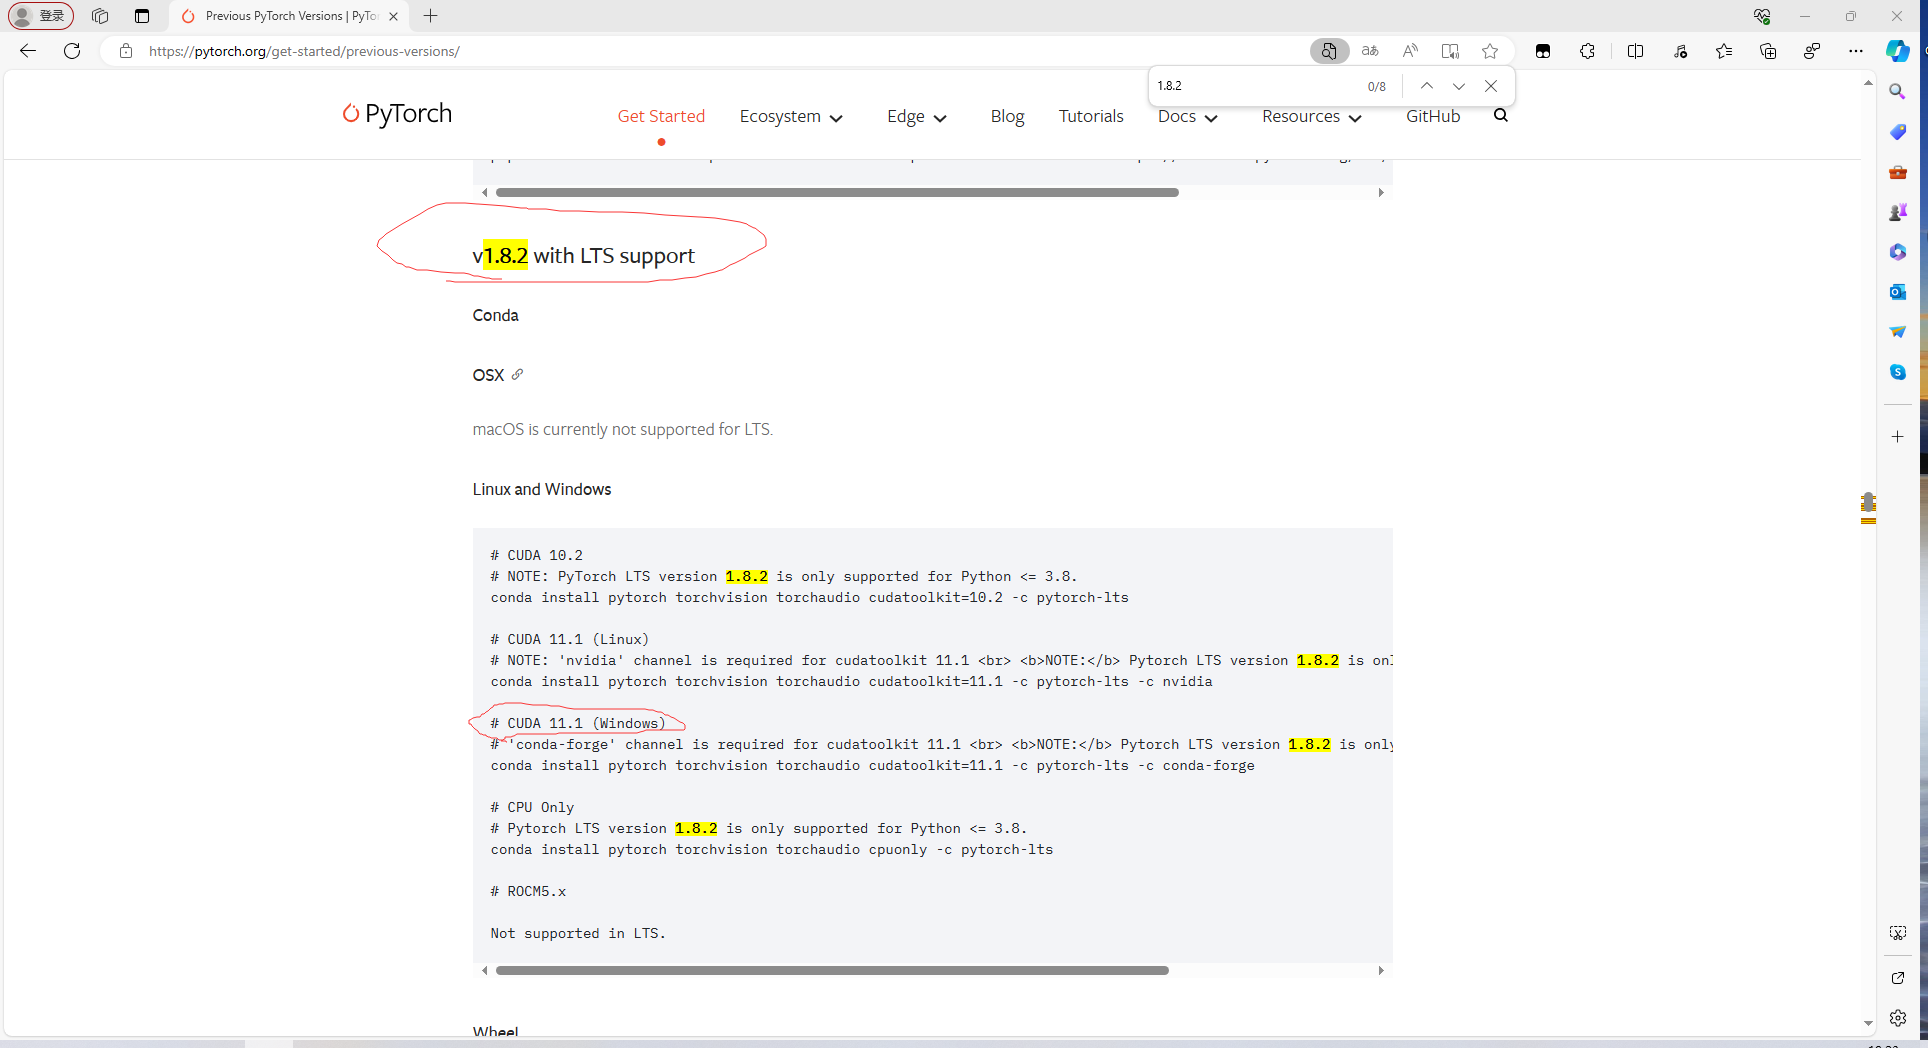 登录
Previous PyTorch Versions | PyTo
https://pytorch.org/get-started/previous-versions/
1.8.2
0/8
PyTorch
Get Started
Ecosystem
Edge
Blog
Tutorials
Docs
Resources
GitHub
v1.8.2 with LTS support
Conda
OSX
macOS is currently not supported for LTS.
Linux and Windows
# CUDA 10.2
# NOTE: PyTorch LTS version 1.8.2 is only supported for Python <= 3.8.
conda install pytorch torchvision torchaudio cudatoolkit=10.2 -c pytorch-lts
# CUDA 11.1 (Linux)
# NOTE: 'nvidia' channel is required for cudatoolkit 11.1 <br> <b>NOTE:</b> Pytorch LTS version 1.8.2 is onl
conda install pytorch torchvision torchaudio cudatoolkit=11.1 -c pytorch-lts -c nvidia
# CUDA 11.1 (Windows)
# 'conda-forge' channel is required for cudatoolkit 11.1 <br> <b>NOTE:</b> Pytorch LTS version 1.8.2 is only
conda install pytorch torchvision torchaudio cudatoolkit=11.1 -c pytorch-lts -c conda-forge
# CPU Only
# Pytorch LTS version 1.8.2 is only supported for Python <= 3.8.
conda install pytorch torchvision torchaudio cpuonly -c pytorch-lts
# ROCM5.x
Not supported in LTS.
Wheel